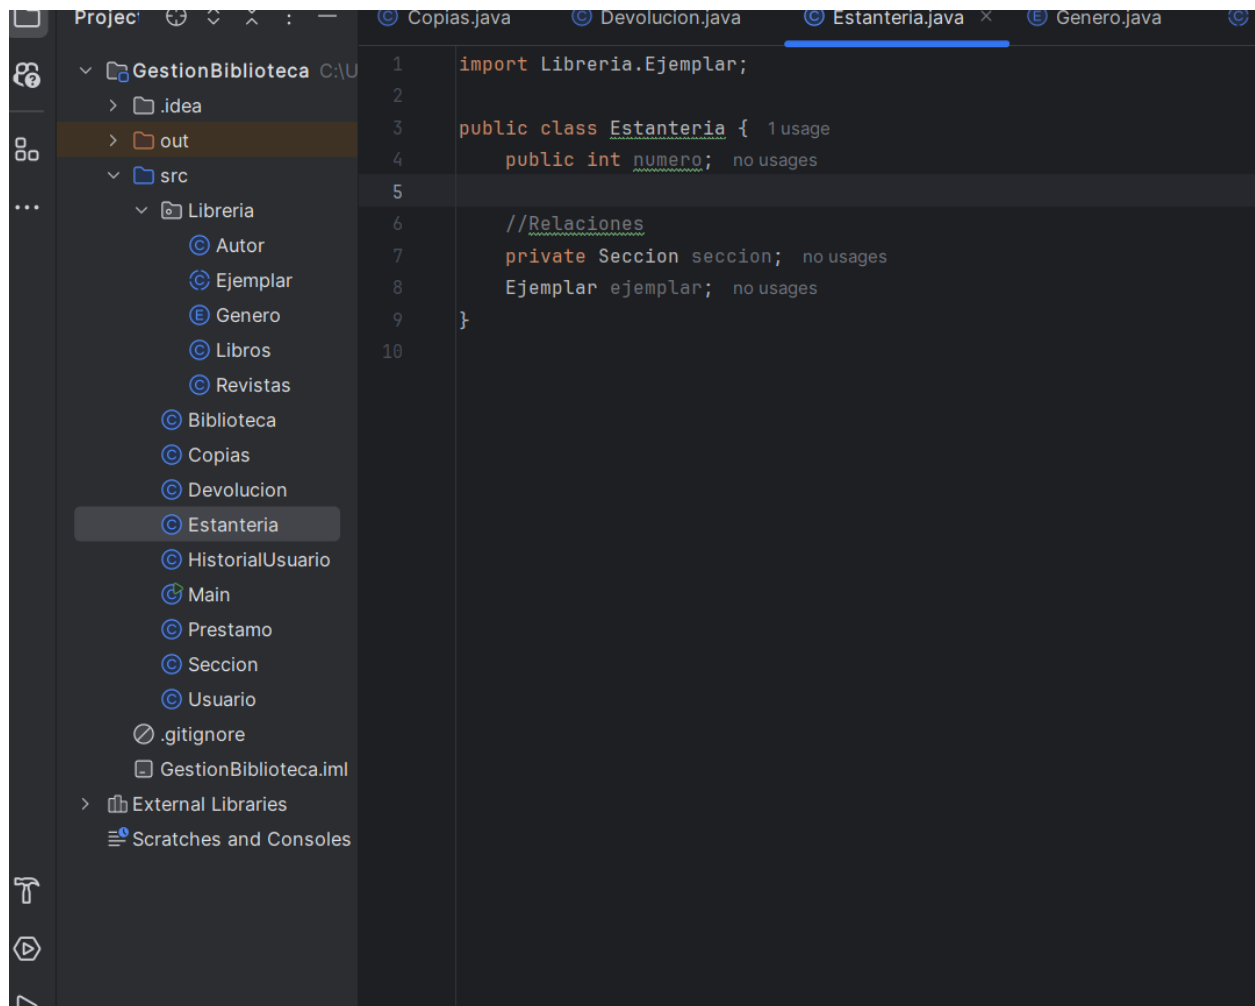 Projec
Copias.java
Devolucion.java
Estanteria.java
Genero.java
GestionBiblioteca C:\U
.idea
out
src
Libreria
Autor
Ejemplar
Genero
Libros
Revistas
Biblioteca
Copias
Devolucion
Estanteria
HistorialUsuario
Main
Prestamo
Seccion
Usuario
.gitignore
GestionBiblioteca.iml
External Libraries
Scratches and Consoles
1 import Libreria.Ejemplar;
2
3 public class Estanteria { 1 usage
4 public int numero; no usages
5
6 //Relaciones
7 private Seccion seccion; no usages
8 Ejemplar ejemplar; no usages
9 }
10